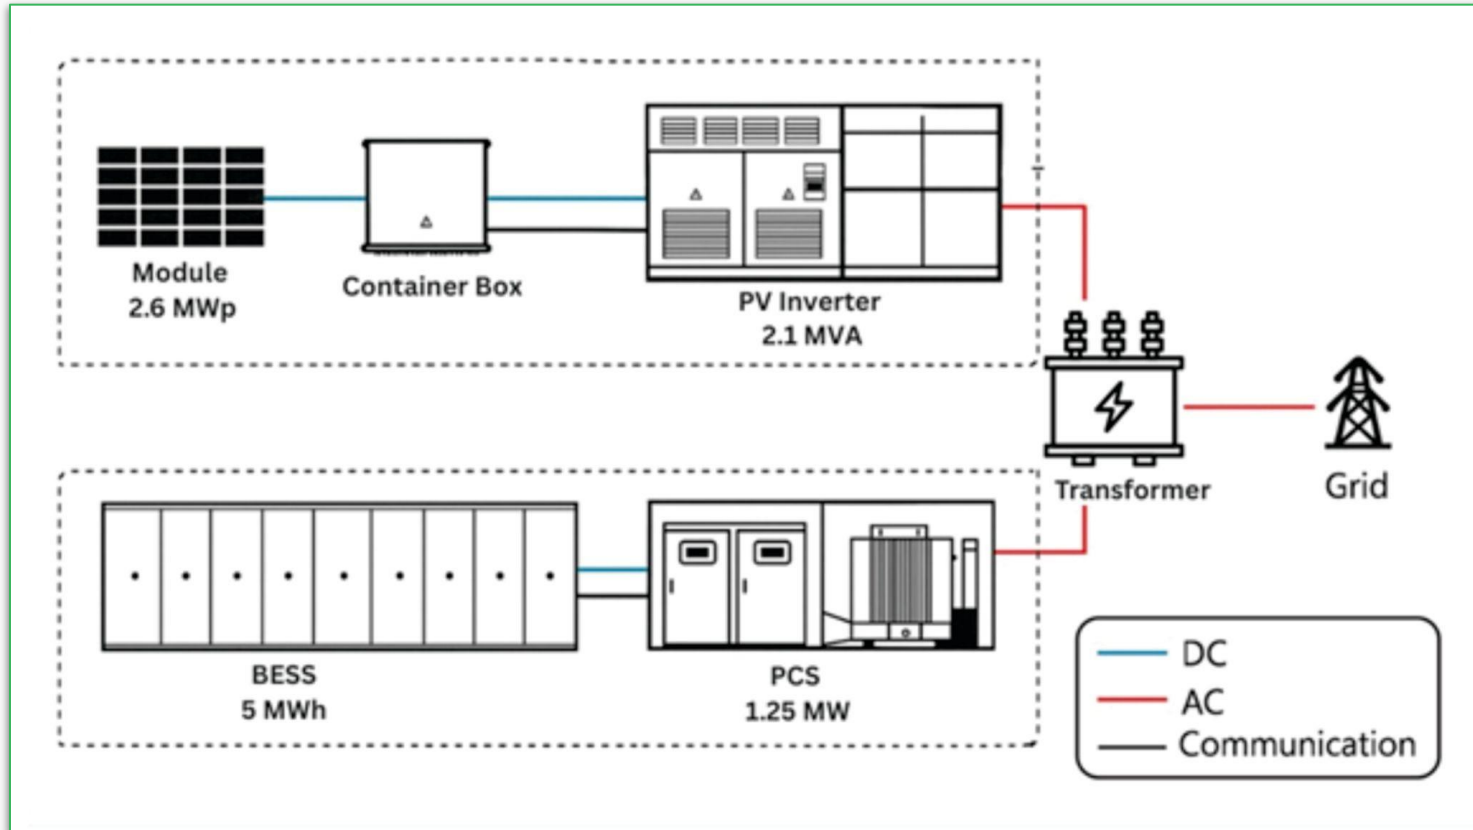 Module
2.6 MWp
Container Box
PV Inverter
2.1 MVA
Transformer
Grid
BESS
5 MWh
PCS
1.25 MW
DC
AC
Communication